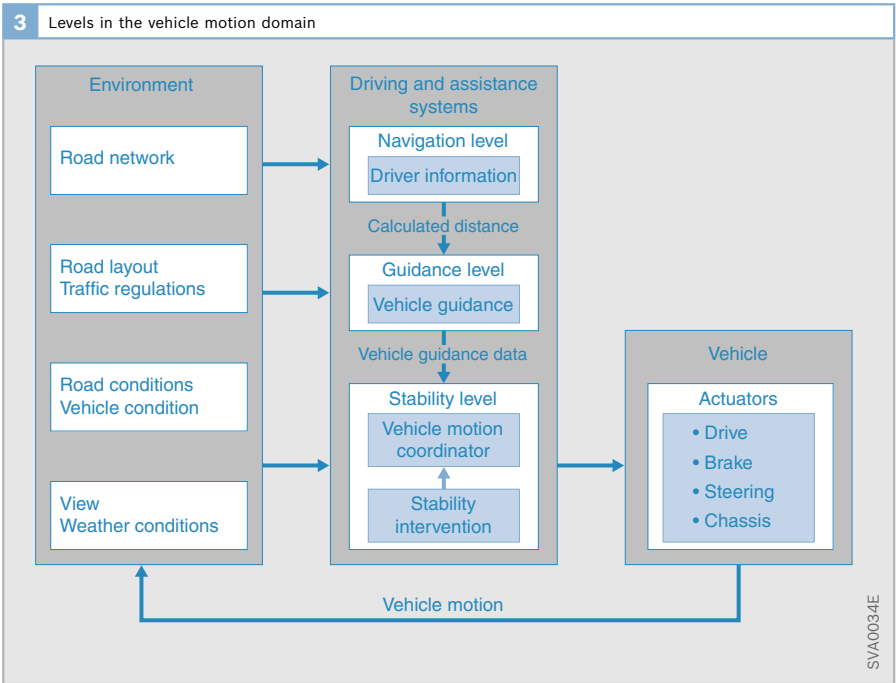 3
Levels in the vehicle motion domain
Environment
Road network
Road layout
Traffic regulations
Road conditions
Vehicle condition
View
Weather conditions
Driving and assistance
systems
Navigation level
Driver information
Calculated distance
Guidance level
Vehicle guidance
Vehicle guidance data
Stability level
Vehicle motion
coordinator
Stability
intervention
Vehicle
Actuators
• Drive
• Brake
• Steering
• Chassis
Vehicle motion
SVA0034E